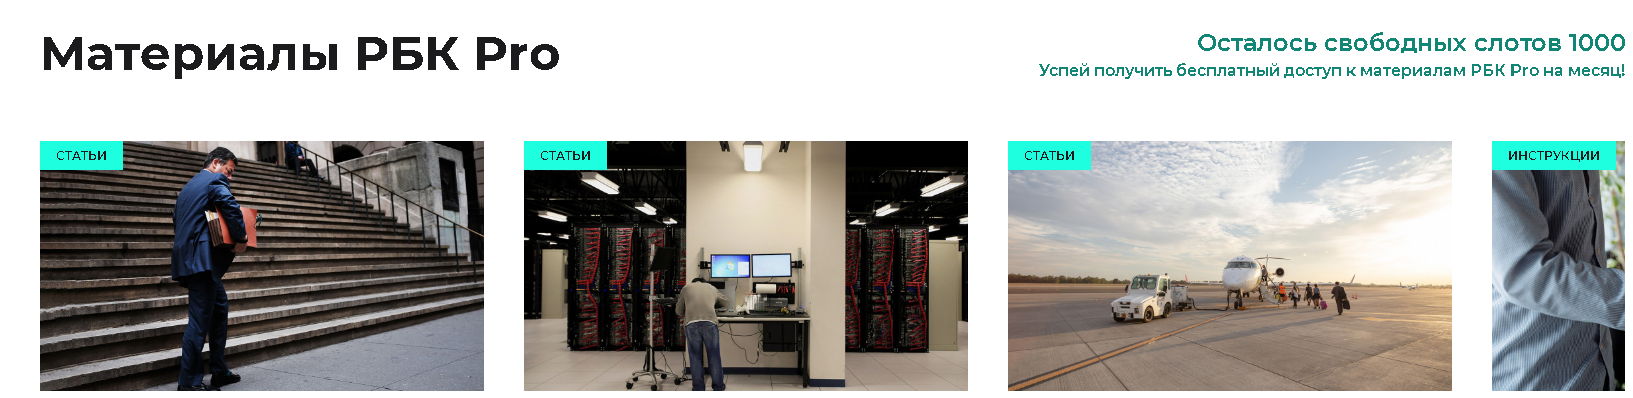 Материалы РБК Pro
Осталось свободных слотов 1000
Успей получить бесплатный доступ к материалам РБК Pro на месяц!
СТАТЬИ
СТАТЬИ
СТАТЬИ
ИНСТРУКЦИИ